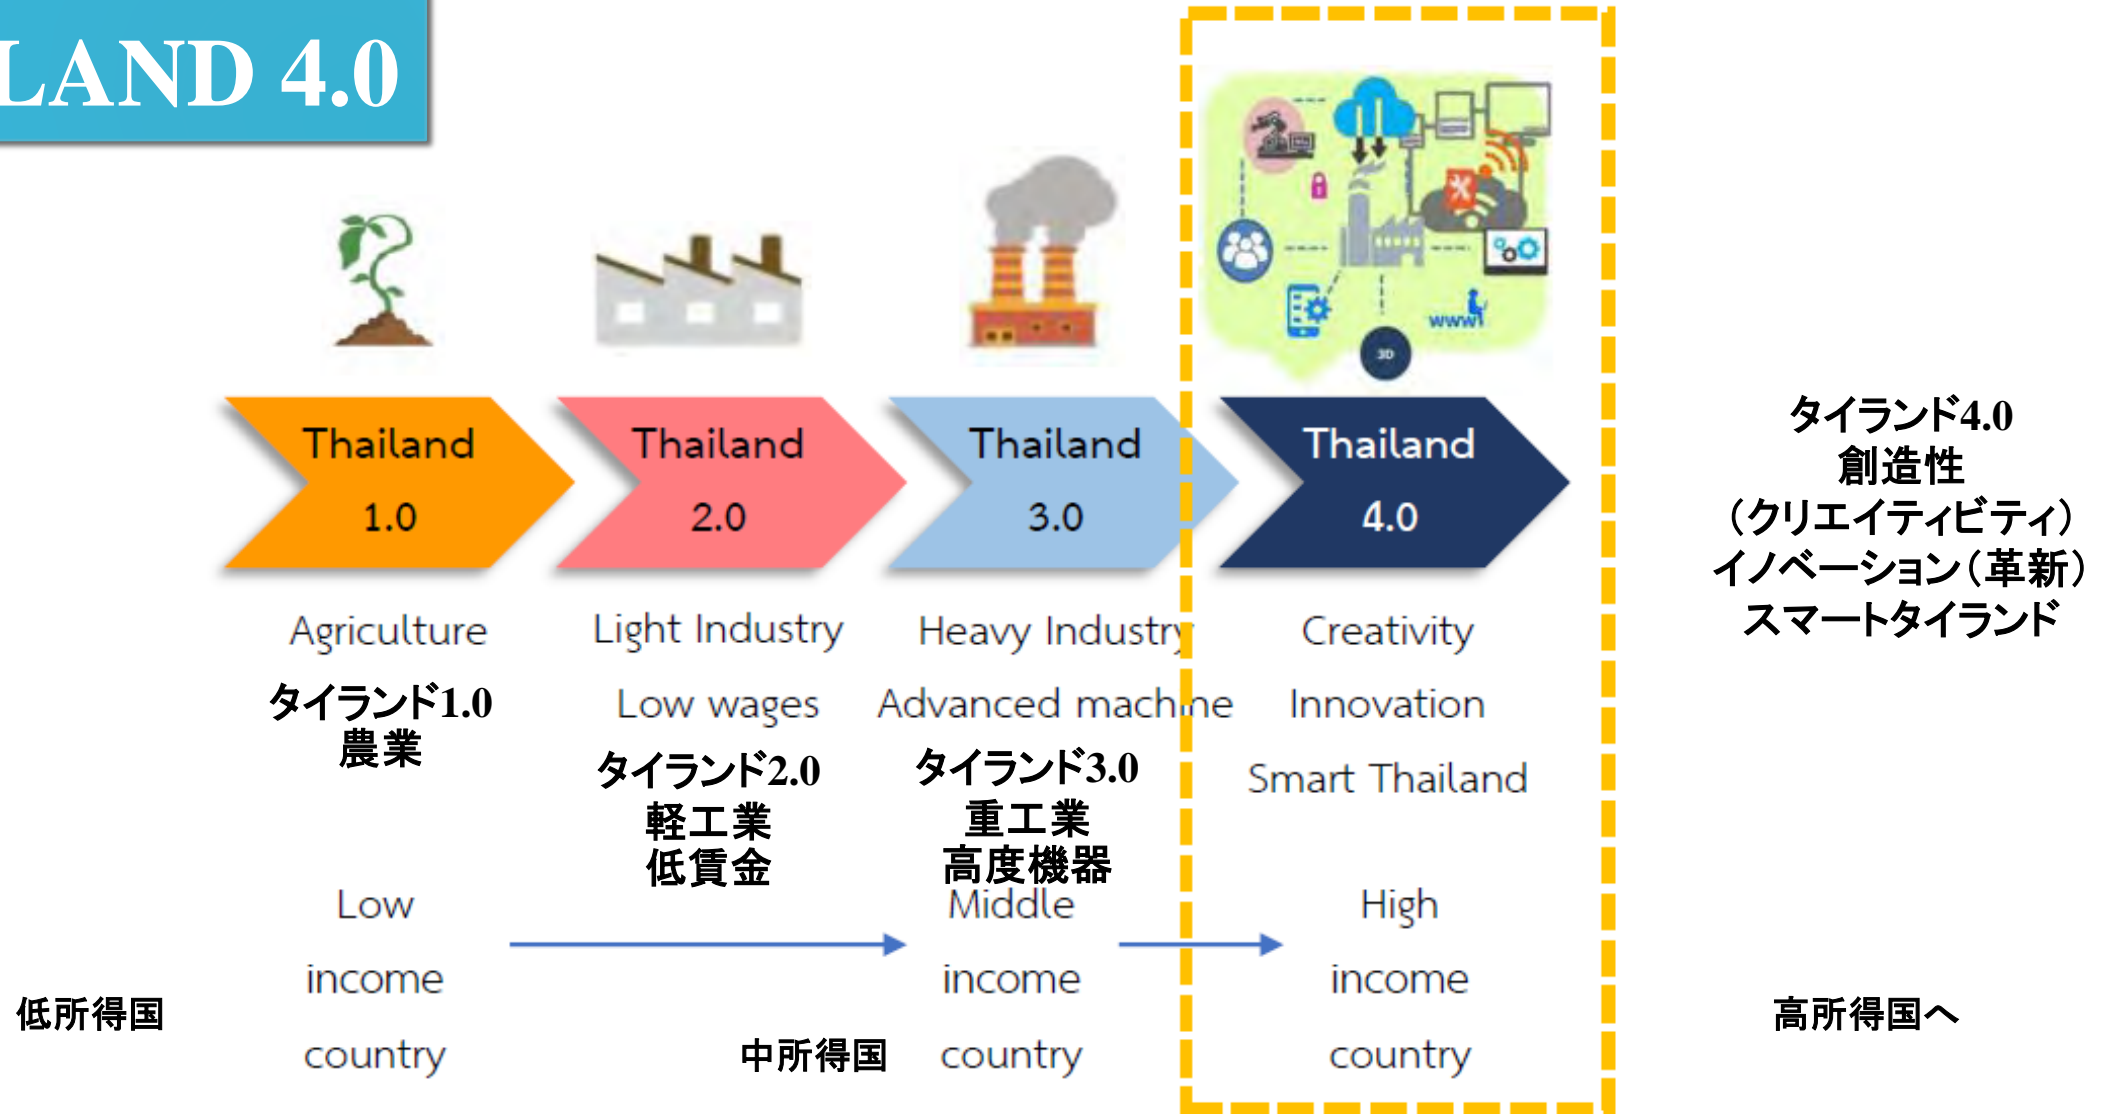 LAND 4.0
Thailand
1.0
Thailand
2.0
Thailand
3.0
Thailand
4.0
www
3D
タイランド4.0
創造性
（クリエイティビティ）
イノベーション（革新）
スマートタイランド
Agriculture
タイランド1.0
農業
Light Industry
Low wages
タイランド2.0
軽工業
低賃金
Heavy Industry
Advanced machine
タイランド3.0
重工業
高度機器
Creativity
Innovation
Smart Thailand
Low
income
country
低所得国
中所得国
Middle
income
country
High
income
country
高所得国へ